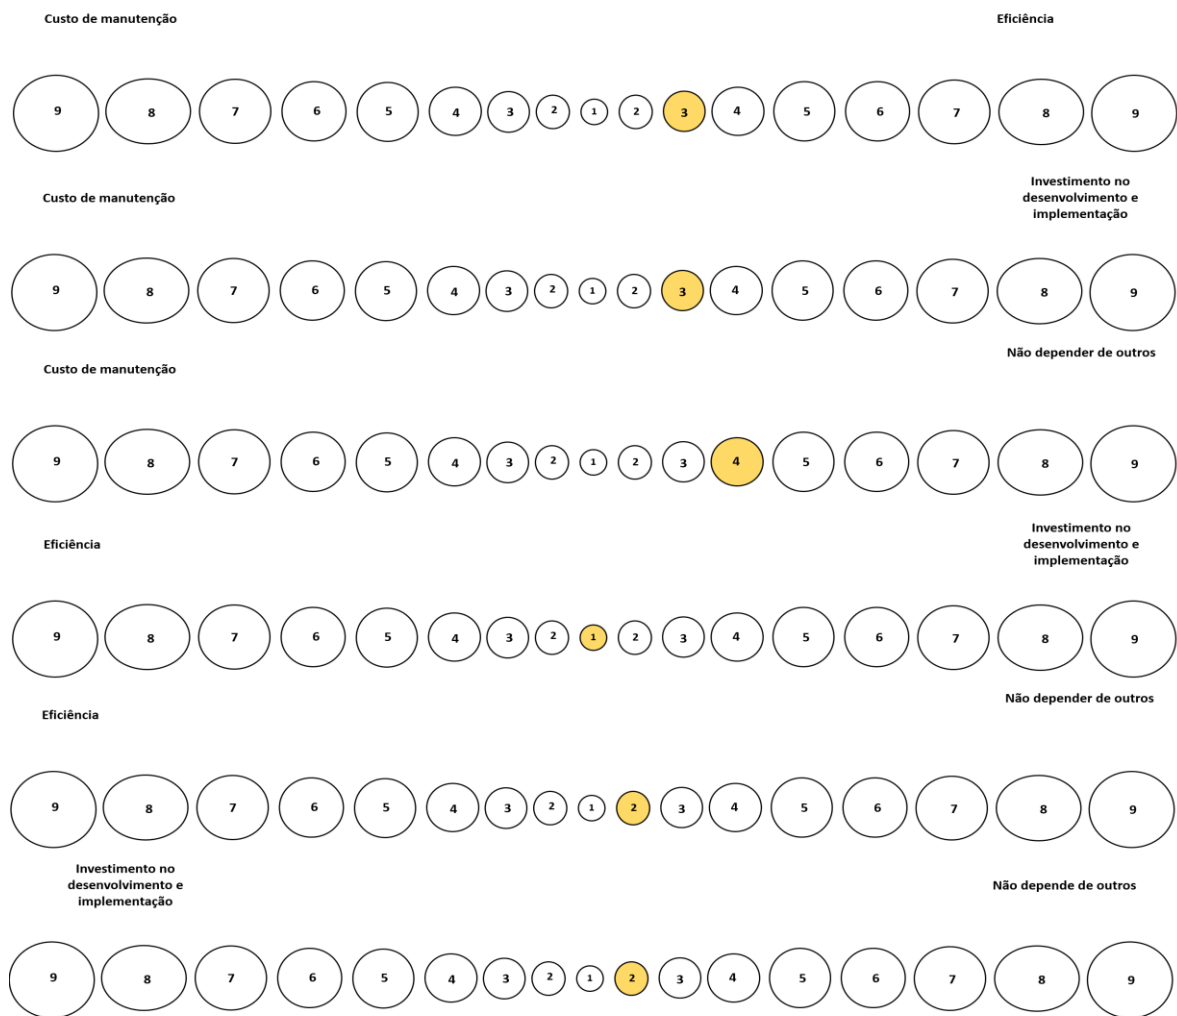 Custo de manutenção Eficiência
9 8 7 6 5 4 3 2 1 2 3 4 5 6 7 8 9
Custo de manutenção
Investimento no
desenvolvimento e
implementação
9 8 7 6 5 4 3 2 1 2 3 4 5 6 7 8 9
Custo de manutenção
Não depender de outros
9 8 7 6 5 4 3 2 1 2 3 4 5 6 7 8 9
Eficiência
Investimento no
desenvolvimento e
implementação
9 8 7 6 5 4 3 2 1 2 3 4 5 6 7 8 9
Eficiência
Não depender de outros
9 8 7 6 5 4 3 2 1 2 3 4 5 6 7 8 9
Investimento no
desenvolvimento e
implementação
Não depende de outros
9 8 7 6 5 4 3 2 1 2 3 4 5 6 7 8 9